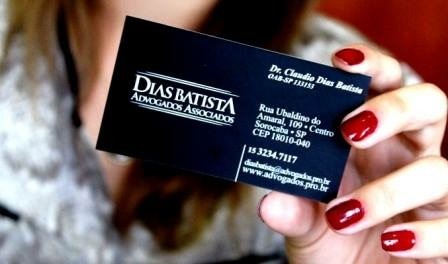 Dr. Claudio Dias Batista
OAB-SP 133153
DIAS BATISTA
ADVOGADOS ASSOCIADOS
Rua Ubaldino do
Amaral, 109 • Centro
Sorocaba • SP
CEP 18010-040
15 3234.7117
diasbatista@advogados.pro.br
www.advogados.pro.br